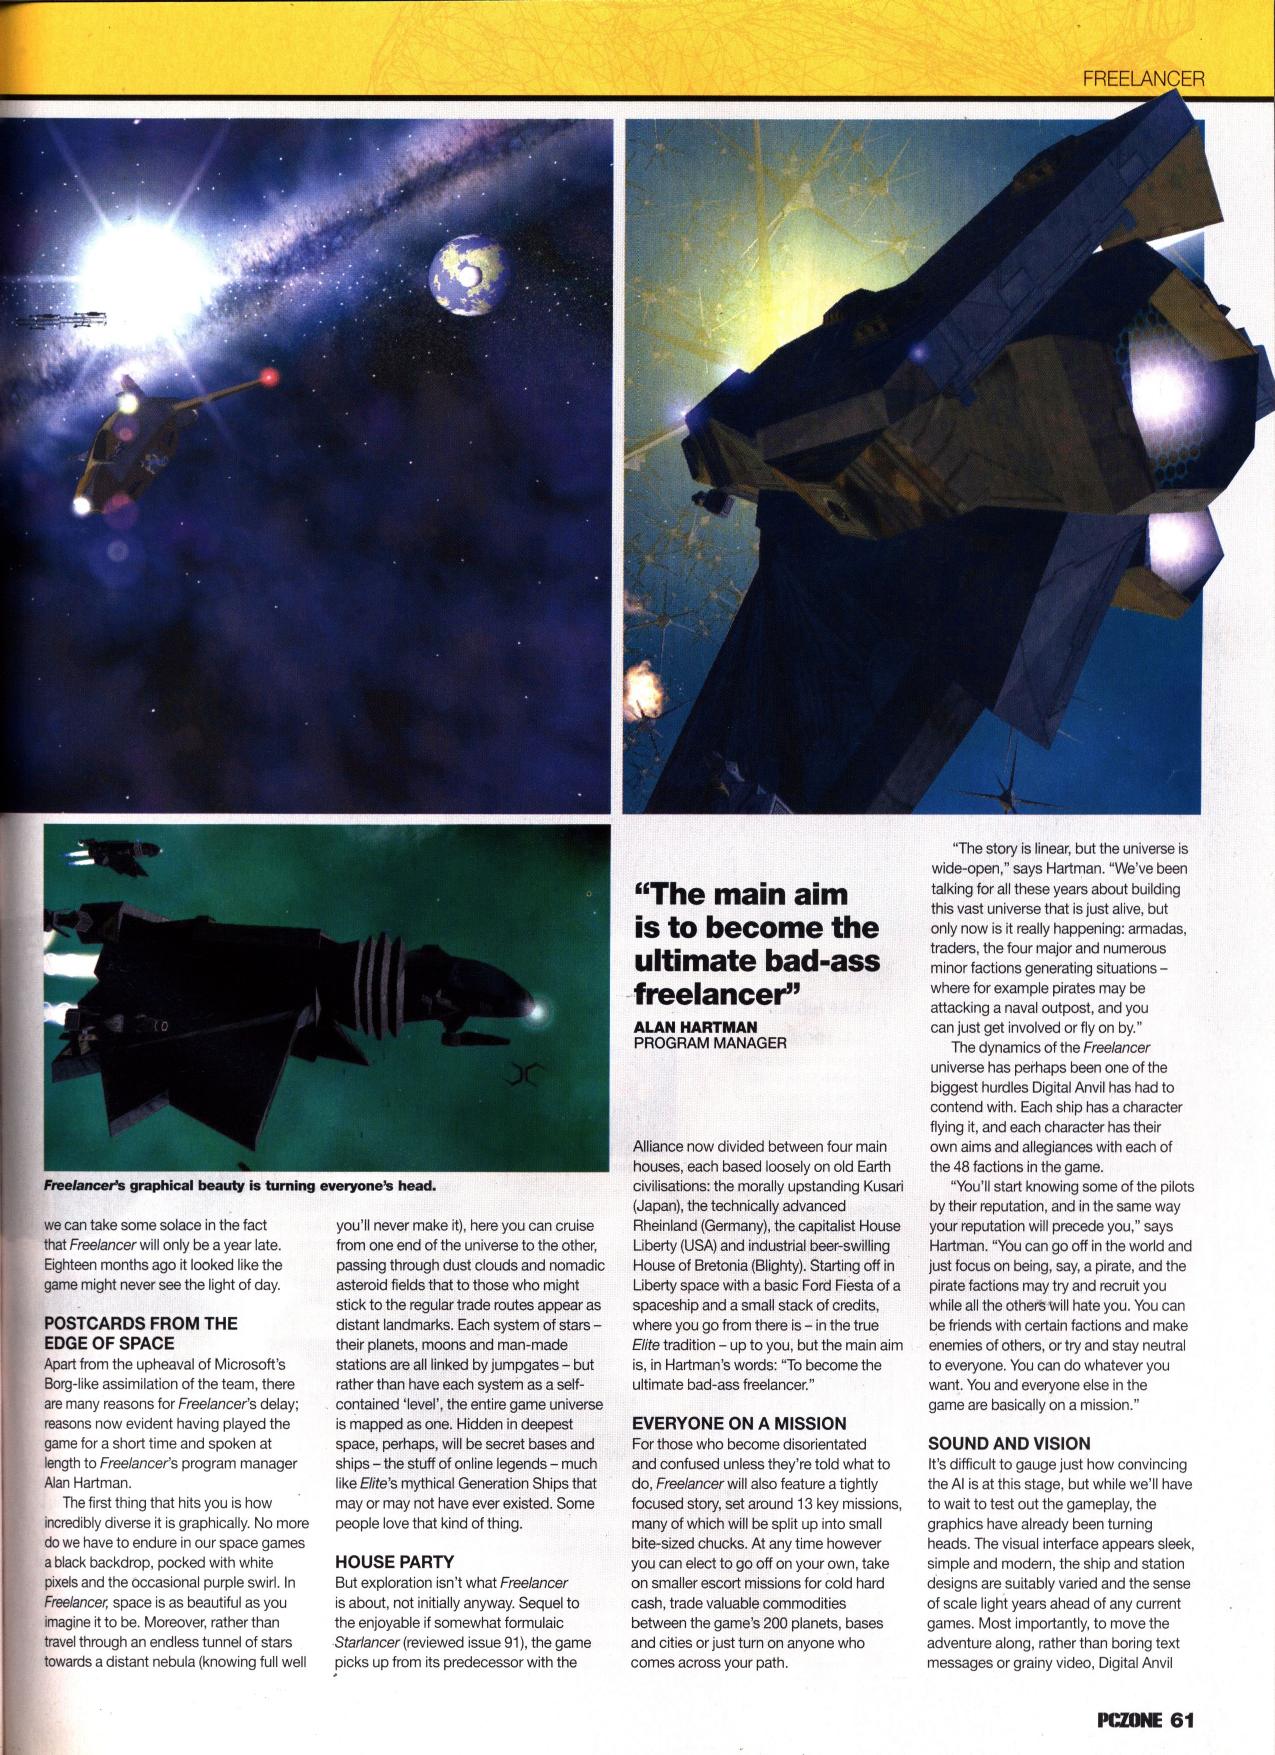 FREELANCER
Freelancer's graphical beauty is turning everyone's head.
we can take some solace in the fact
that Freelancer will only be a year late.
Eighteen months ago it looked like the
game might never see the light of day.
POSTCARDS FROM THE
EDGE OF SPACE
Apart from the upheaval of Microsoft's
Borg-like assimilation of the team, there
are many reasons for Freelancer's delay;
reasons now evident having played the
game for a short time and spoken at
length to Freelancer's program manager
Alan Hartman.
The first thing that hits you is how
incredibly diverse it is graphically. No more
do we have to endure in our space games
a black backdrop, pocked with white
pixels and the occasional purple swirl. In
Freelancer, space is as beautiful as you
imagine it to be. Moreover, rather than
travel through an endless tunnel of stars
towards a distant nebula (knowing full well
you'll never make it), here you can cruise
from one end of the universe to the other,
passing through dust clouds and nomadic
asteroid fields that to those who might
stick to the regular trade routes appear as
distant landmarks. Each system of stars –
their planets, moons and man-made
stations are all linked by jumpgates – but
rather than have each system as a self-
contained 'level', the entire game universe
is mapped as one. Hidden in deepest
space, perhaps, will be secret bases and
ships – the stuff of online legends – much
like Elite's mythical Generation Ships that
may or may not have ever existed. Some
people love that kind of thing.
HOUSE PARTY
But exploration isn't what Freelancer
is about, not initially anyway. Sequel to
the enjoyable if somewhat formulaic
Starlancer (reviewed issue 91), the game
picks up from its predecessor with the
"The main aim
is to become the
ultimate bad-ass
freelancer"
ALAN HARTMAN
PROGRAM MANAGER
Alliance now divided between four main
houses, each based loosely on old Earth
civilisations: the morally upstanding Kusari
(Japan), the technically advanced
Rheinland (Germany), the capitalist House
Liberty (USA) and industrial beer-swilling
House of Bretonia (Blighty). Starting off in
Liberty space with a basic Ford Fiesta of a
spaceship and a small stack of credits,
where you go from there is – in the true
Elite tradition – up to you, but the main aim
is, in Hartman's words: "To become the
ultimate bad-ass freelancer."
EVERYONE ON A MISSION
For those who become disorientated
and confused unless they're told what to
do, Freelancer will also feature a tightly
focused story, set around 13 key missions,
many of which will be split up into small
bite-sized chucks. At any time however
you can elect to go off on your own, take
on smaller escort missions for cold hard
cash, trade valuable commodities
between the game's 200 planets, bases
and cities or just turn on anyone who
comes across your path.
"The story is linear, but the universe is
wide-open," says Hartman. "We've been
talking for all these years about building
this vast universe that is just alive, but
only now is it really happening: armadas,
traders, the four major and numerous
minor factions generating situations –
where for example pirates may be
attacking a naval outpost, and you
can just get involved or fly on by."
The dynamics of the Freelancer
universe has perhaps been one of the
biggest hurdles Digital Anvil has had to
contend with. Each ship has a character
flying it, and each character has their
own aims and allegiances with each of
the 48 factions in the game.
"You'll start knowing some of the pilots
by their reputation, and in the same way
your reputation will precede you," says
Hartman. "You can go off in the world and
just focus on being, say, a pirate, and the
pirate factions may try and recruit you
while all the others will hate you. You can
be friends with certain factions and make
enemies of others, or try and stay neutral
to everyone. You can do whatever you
want. You and everyone else in the
game are basically on a mission."
SOUND AND VISION
It's difficult to gauge just how convincing
the AI is at this stage, but while we'll have
to wait to test out the gameplay, the
graphics have already been turning
heads. The visual interface appears sleek,
simple and modern, the ship and station
designs are suitably varied and the sense
of scale light years ahead of any current
games. Most importantly, to move the
adventure along, rather than boring text
messages or grainy video, Digital Anvil
PCZONE 61